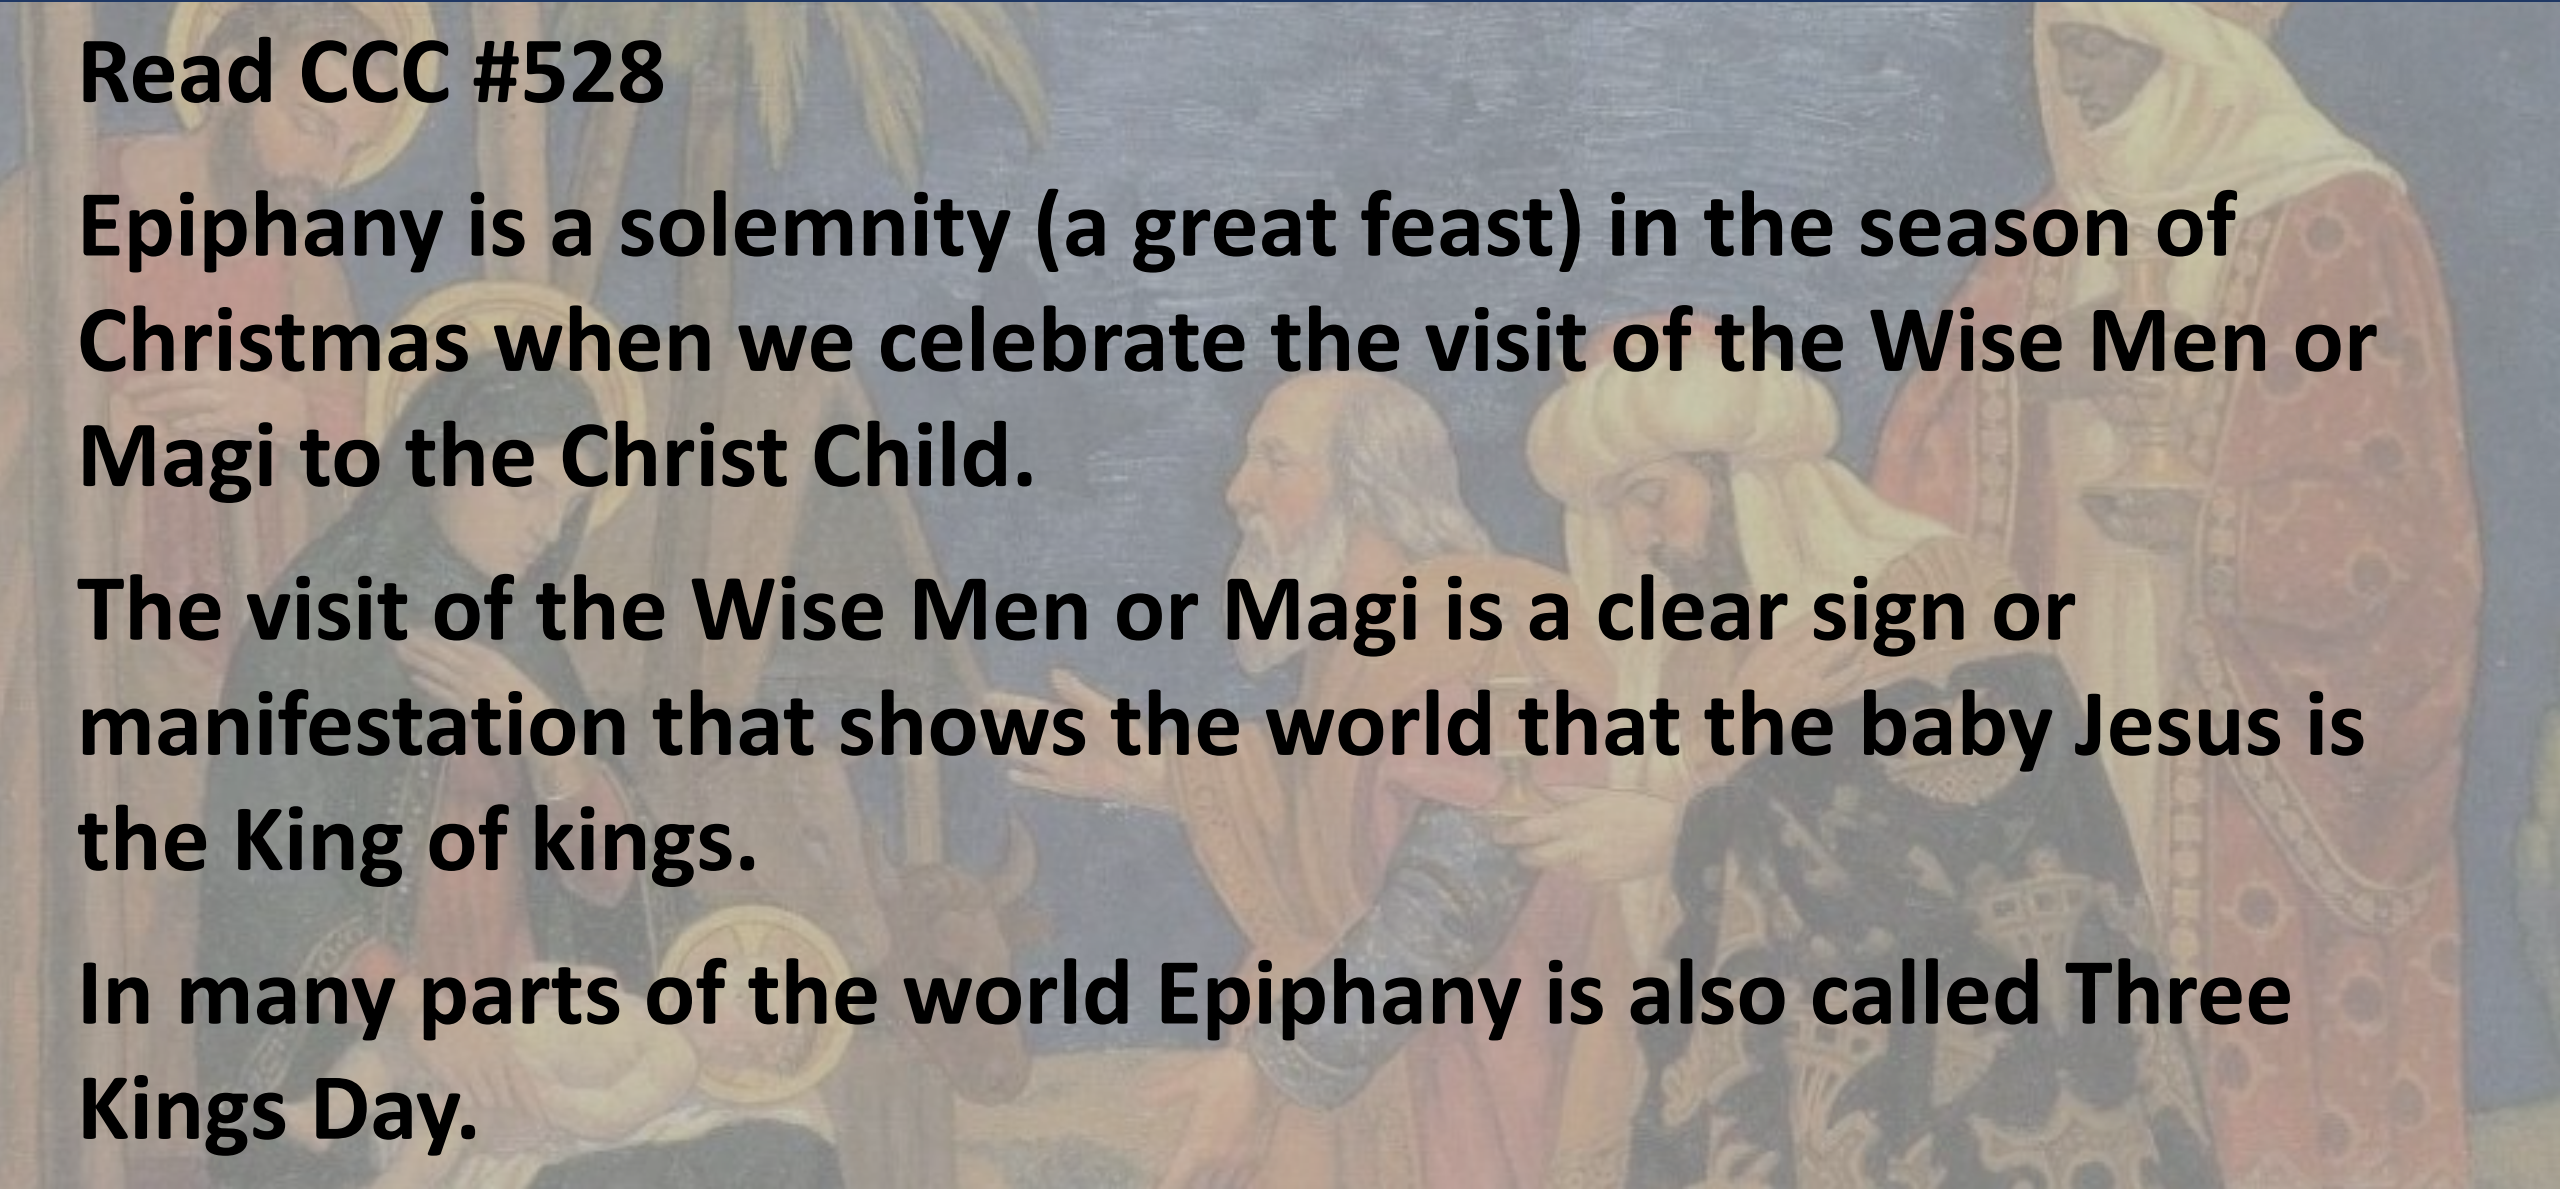 Read CCC #528
Epiphany is a solemnity (a great feast) in the season of
Christmas when we celebrate the visit of the Wise Men or
Magi to the Christ Child.
The visit of the Wise Men or Magi is a clear sign or
manifestation that shows the world that the baby Jesus is
the King of kings.
In many parts of the world Epiphany is also called Three
Kings Day.